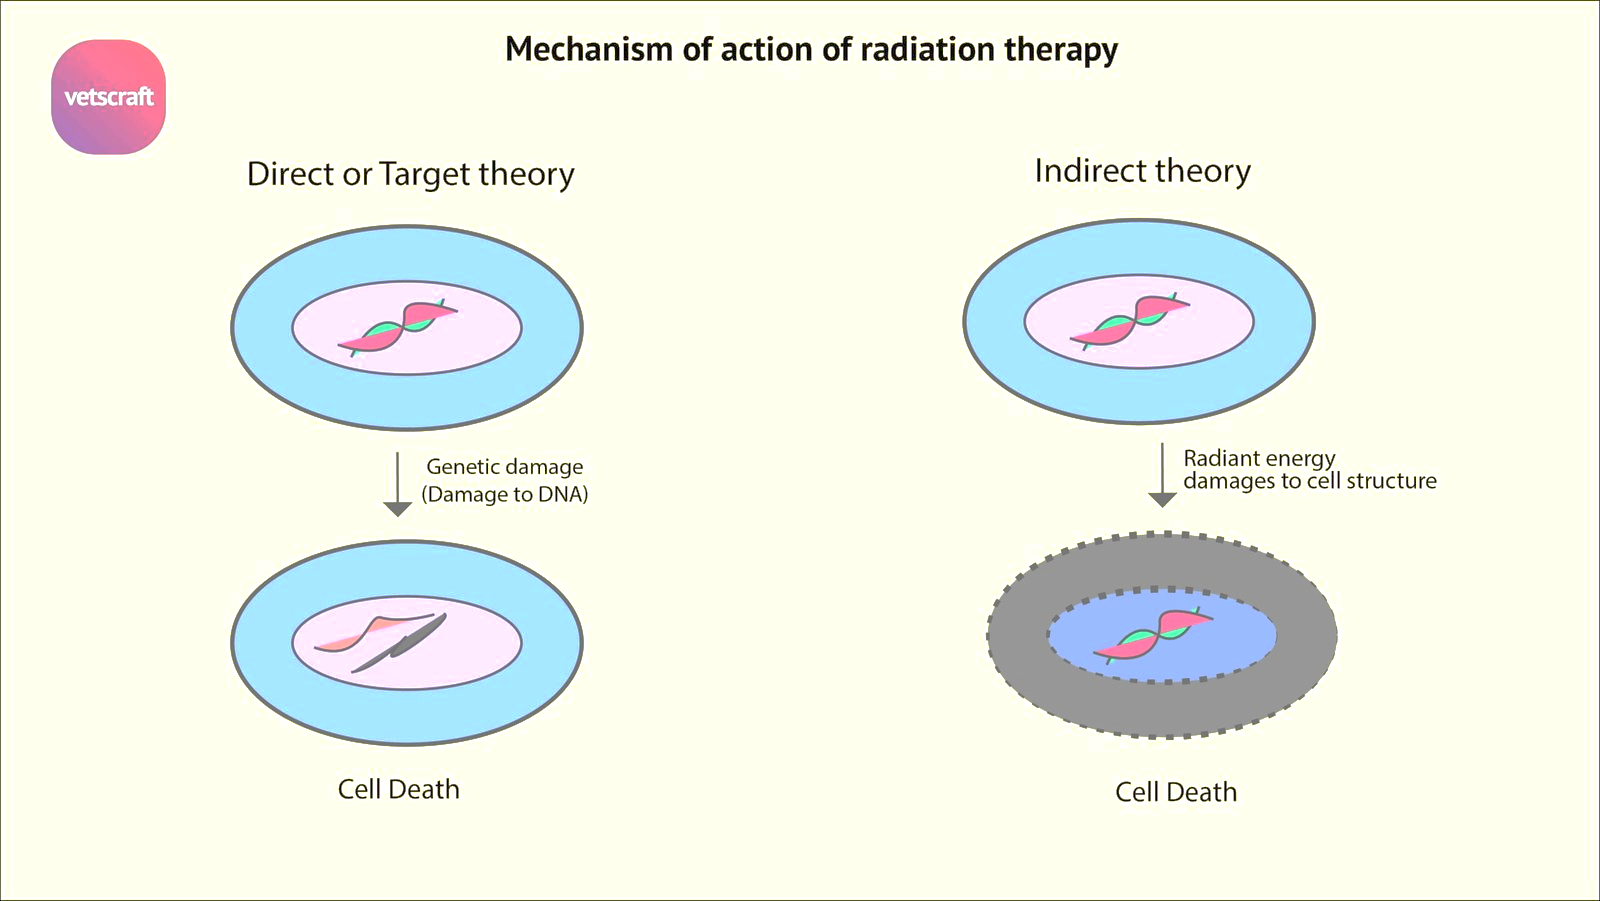 Mechanism of action of radiation therapy
vetscraft
Direct or Target theory
Indirect theory
Genetic damage
(Damage to DNA)
Radiant energy
damages to cell structure
Cell Death
Cell Death